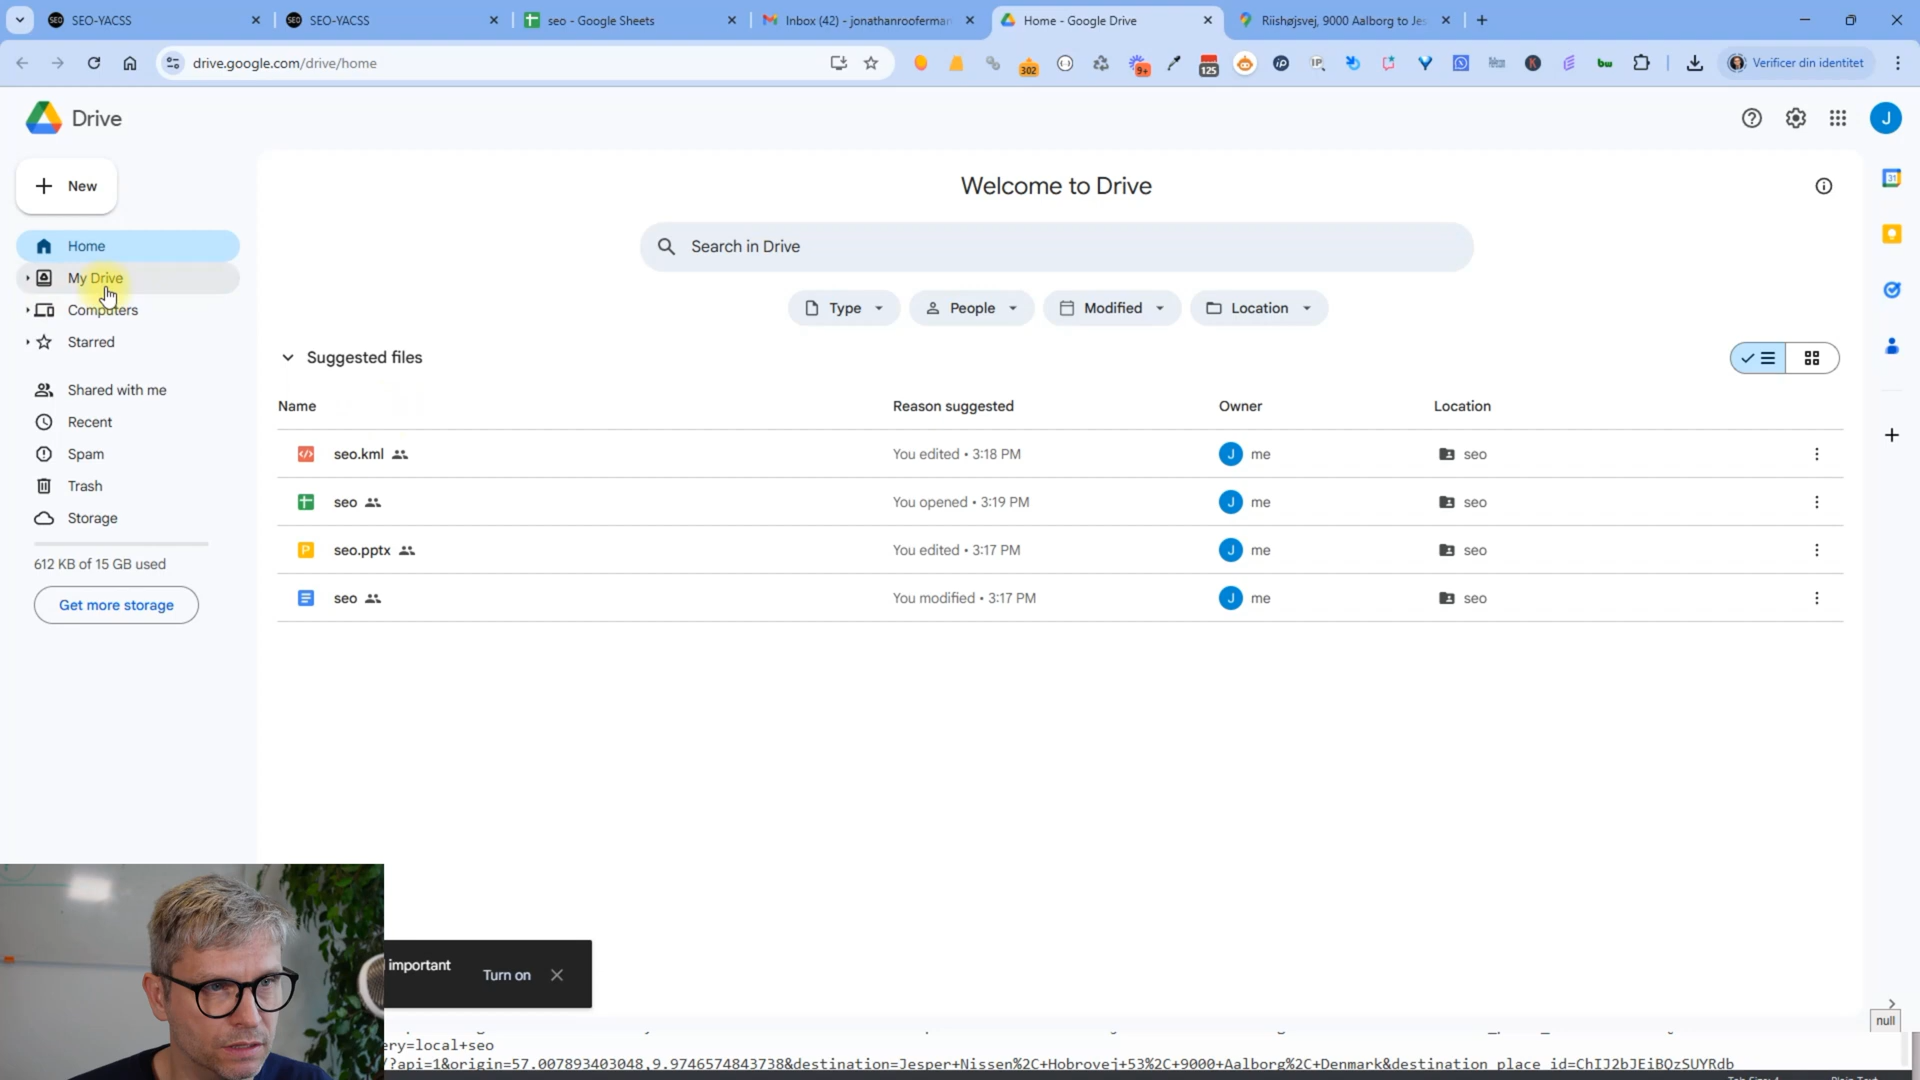 SEO-YACSS
SEO-YACSS
seo - Google Sheets
Inbox (42) - jonathanrooferman
Home - Google Drive
Riishøjsvej, 9000 Aalborg to Jes
drive.google.com/drive/home
302
9+
125
Verificer din identitet
Drive
J
New
Welcome to Drive
Home
Search in Drive
My Drive
Computers
Type
People
Modified
Location
Starred
Suggested files
Shared with me
Name
Reason suggested
Owner
Location
Recent
Spam
seo.kml
You edited • 3:18 PM
J
me
seo
Trash
seo
You opened • 3:19 PM
J
me
seo
Storage
seo.pptx
You edited • 3:17 PM
J
me
seo
612 KB of 15 GB used
Get more storage
seo
You modified • 3:17 PM
J
me
seo
important
Turn on
null
ery=local+seo
/?api=1&origin=57.007893403048,9.9746574843738&destination=Jesper+Nissen%2C+Hobrovej+53%2C+9000+Aalborg%2C+Denmark&destination_place_id=ChIJ2bJEiBQzSUYRdb